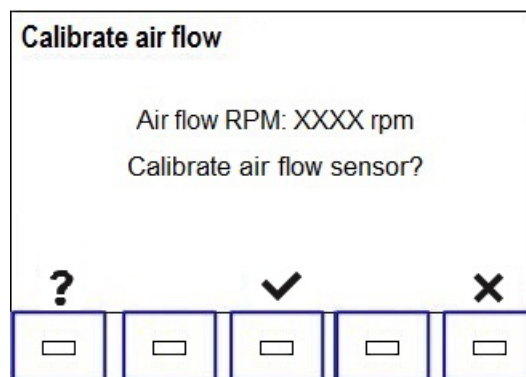 Calibrate air flow
Air flow RPM: XXXX rpm
Calibrate air flow sensor?
?